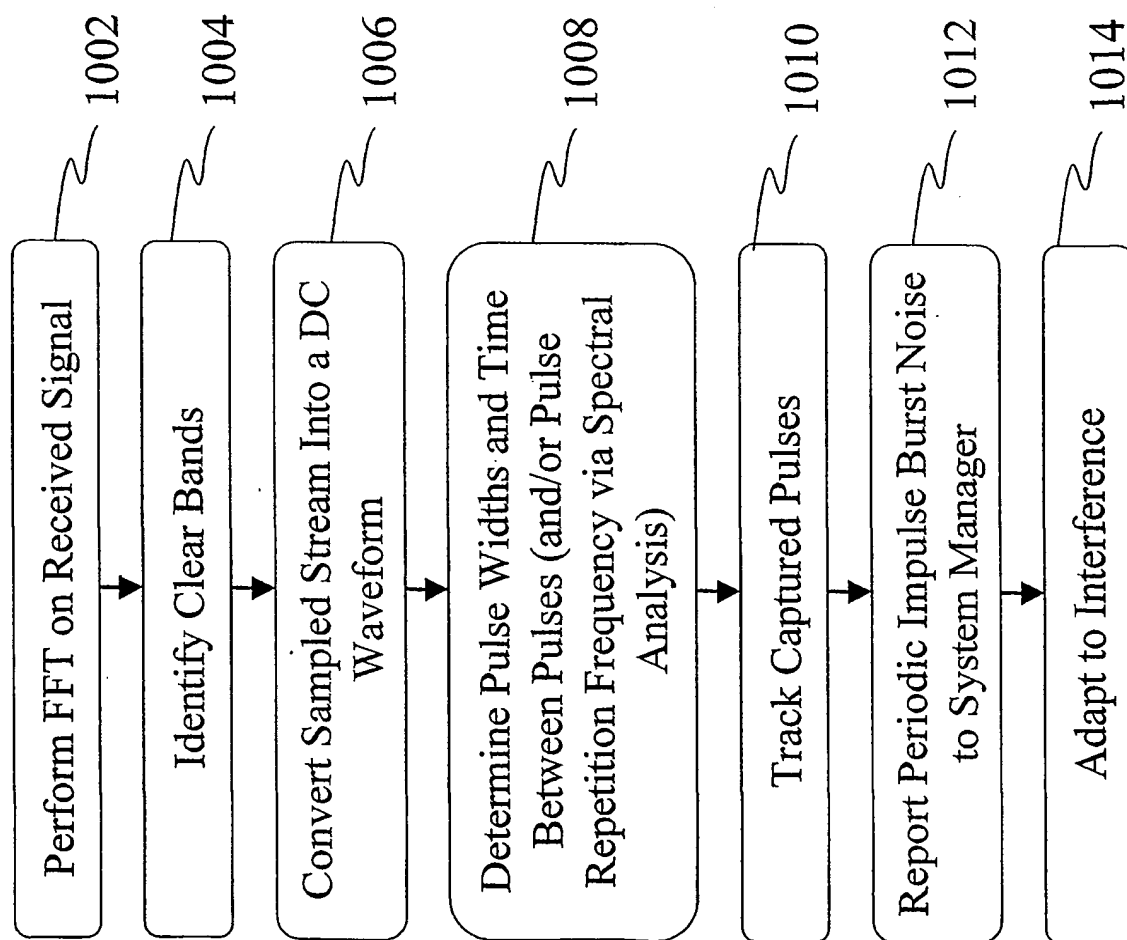 Perform FFT on Received Signal
1002
Identify Clear Bands
1004
Convert Sampled Stream Into a DC
Waveform
1006
Determine Pulse Widths and Time
Between Pulses (and/or Pulse
Repetition Frequency via Spectral
Analysis)
1008
Track Captured Pulses
1010
Report Periodic Impulse Burst Noise
to System Manager
1012
Adapt to Interference
1014